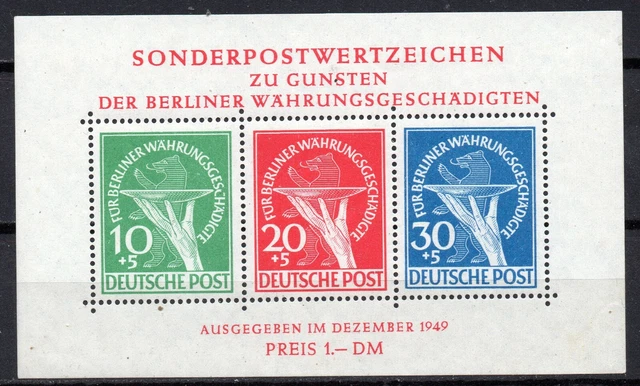 SONDERPOSTWERTZEICHEN
ZU GUNSTEN
DER BERLINER WÄHRUNGSGESCHÄDIGTEN
FÜR BERLINER WÄHRUNGSGESCHÄDIGTE
10
+5
DEUTSCHE POST
FÜR BERLINER WÄHRUNGSGESCHÄDIGTE
20
+5
DEUTSCHE POST
FÜR BERLINER WÄHRUNGSGESCHÄDIGTE
30
+5
DEUTSCHE POST
AUSGEGEBEN IM DEZEMBER 1949
PREIS 1.— DM